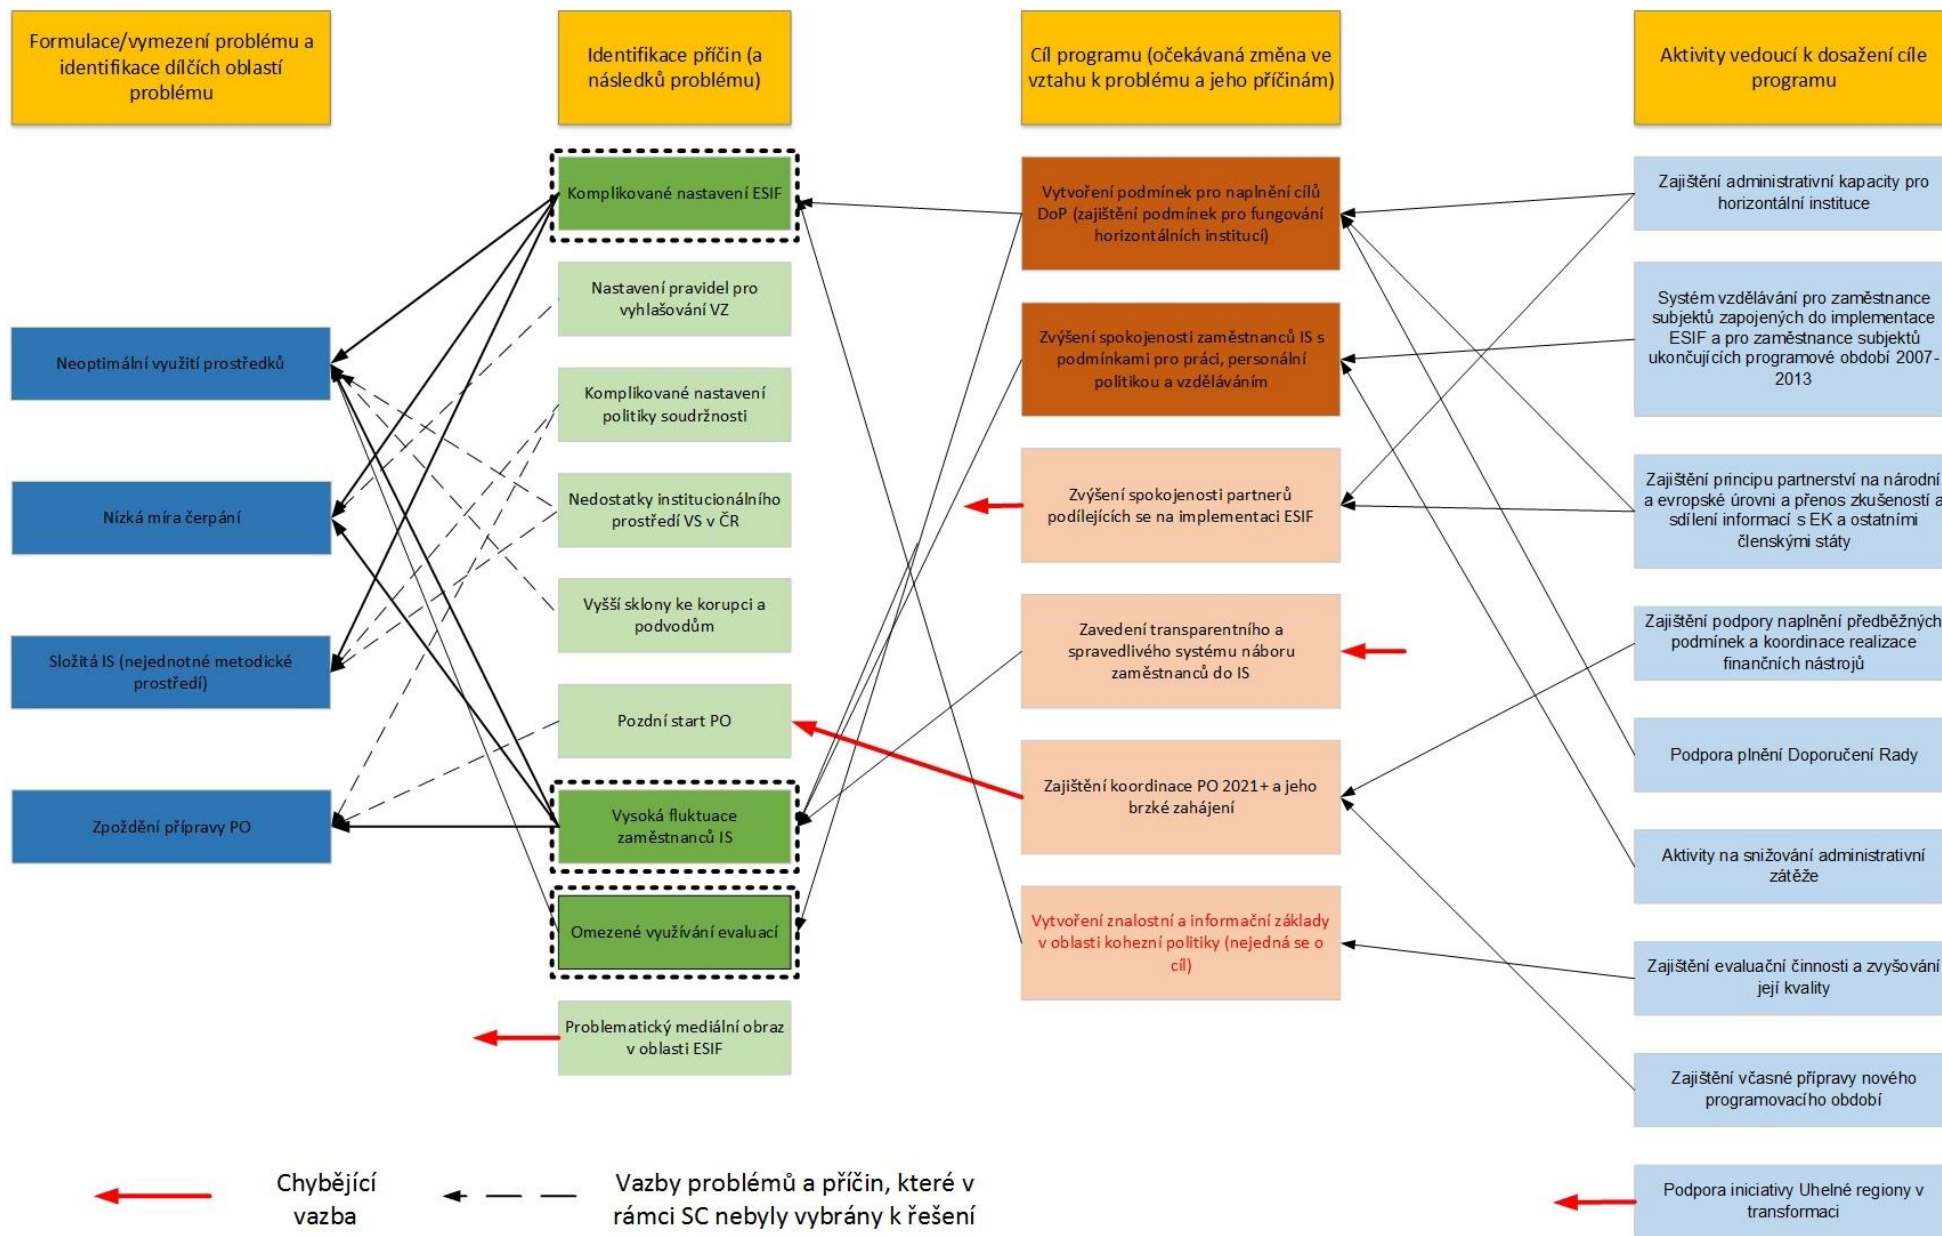 Formulace/vymezení problému a
identifikace dílčích oblastí
problému
Identifikace příčin (a
následků problému)
Cíl programu (očekávaná změna ve
vztahu k problému a jeho příčinám)
Aktivity vedoucí k dosažení cíle
programu
Neoptimální využití prostředků
Nízká míra čerpání
Složitá IS (nejednotné metodické
prostředí)
Zpoždění přípravy PO
Komplikované nastavení ESIF
Nastavení pravidel pro
vyhlašování VZ
Komplikované nastavení
politiky soudržnosti
Nedostatky institucionálního
prostředí VS v ČR
Vyšší sklony ke korupci a
podvodům
Pozdní start PO
Vysoká fluktuace
zaměstnanců IS
Omezené využívání evaluací
Problematický mediální obraz
v oblasti ESIF
Vytvoření podmínek pro naplnění cílů
DoP (zajištění podmínek pro fungování
horizontálních institucí)
Zvýšení spokojenosti zaměstnanců IS s
podmínkami pro práci, personální
politikou a vzděláváním
Zvýšení spokojenosti partnerů
podílejících se na implementaci ESIF
Zavedení transparentního a
spravedlivého systému náboru
zaměstnanců do IS
Zajištění koordinace PO 2021+ a jeho
brzké zahájení
Vytvoření znalostní a informační základy
v oblasti kohezní politiky (nejedná se o
cíl)
Zajištění administrativní kapacity pro
horizontální instituce
Systém vzdělávání pro zaměstnance
subjektů zapojených do implementace
ESIF a pro zaměstnance subjektů
ukončujících programové období 2007-
2013
Zajištění principu partnerství na národní
a evropské úrovni a přenos zkušeností a
sdílení informací s EK a ostatními
členskými státy
Zajištění podpory naplnění předběžných
podmínek a koordinace realizace
finančních nástrojů
Podpora plnění Doporučení Rady
Aktivity na snižování administrativní
zátěže
Zajištění evaluační činnosti a zvyšování
její kvality
Zajištění včasné přípravy nového
programovacího období
Podpora iniciativy Uhelné regiony v
transformaci
Chybějící
vazba
Vazby problémů a příčin, které v
rámci SC nebyly vybrány k řešení